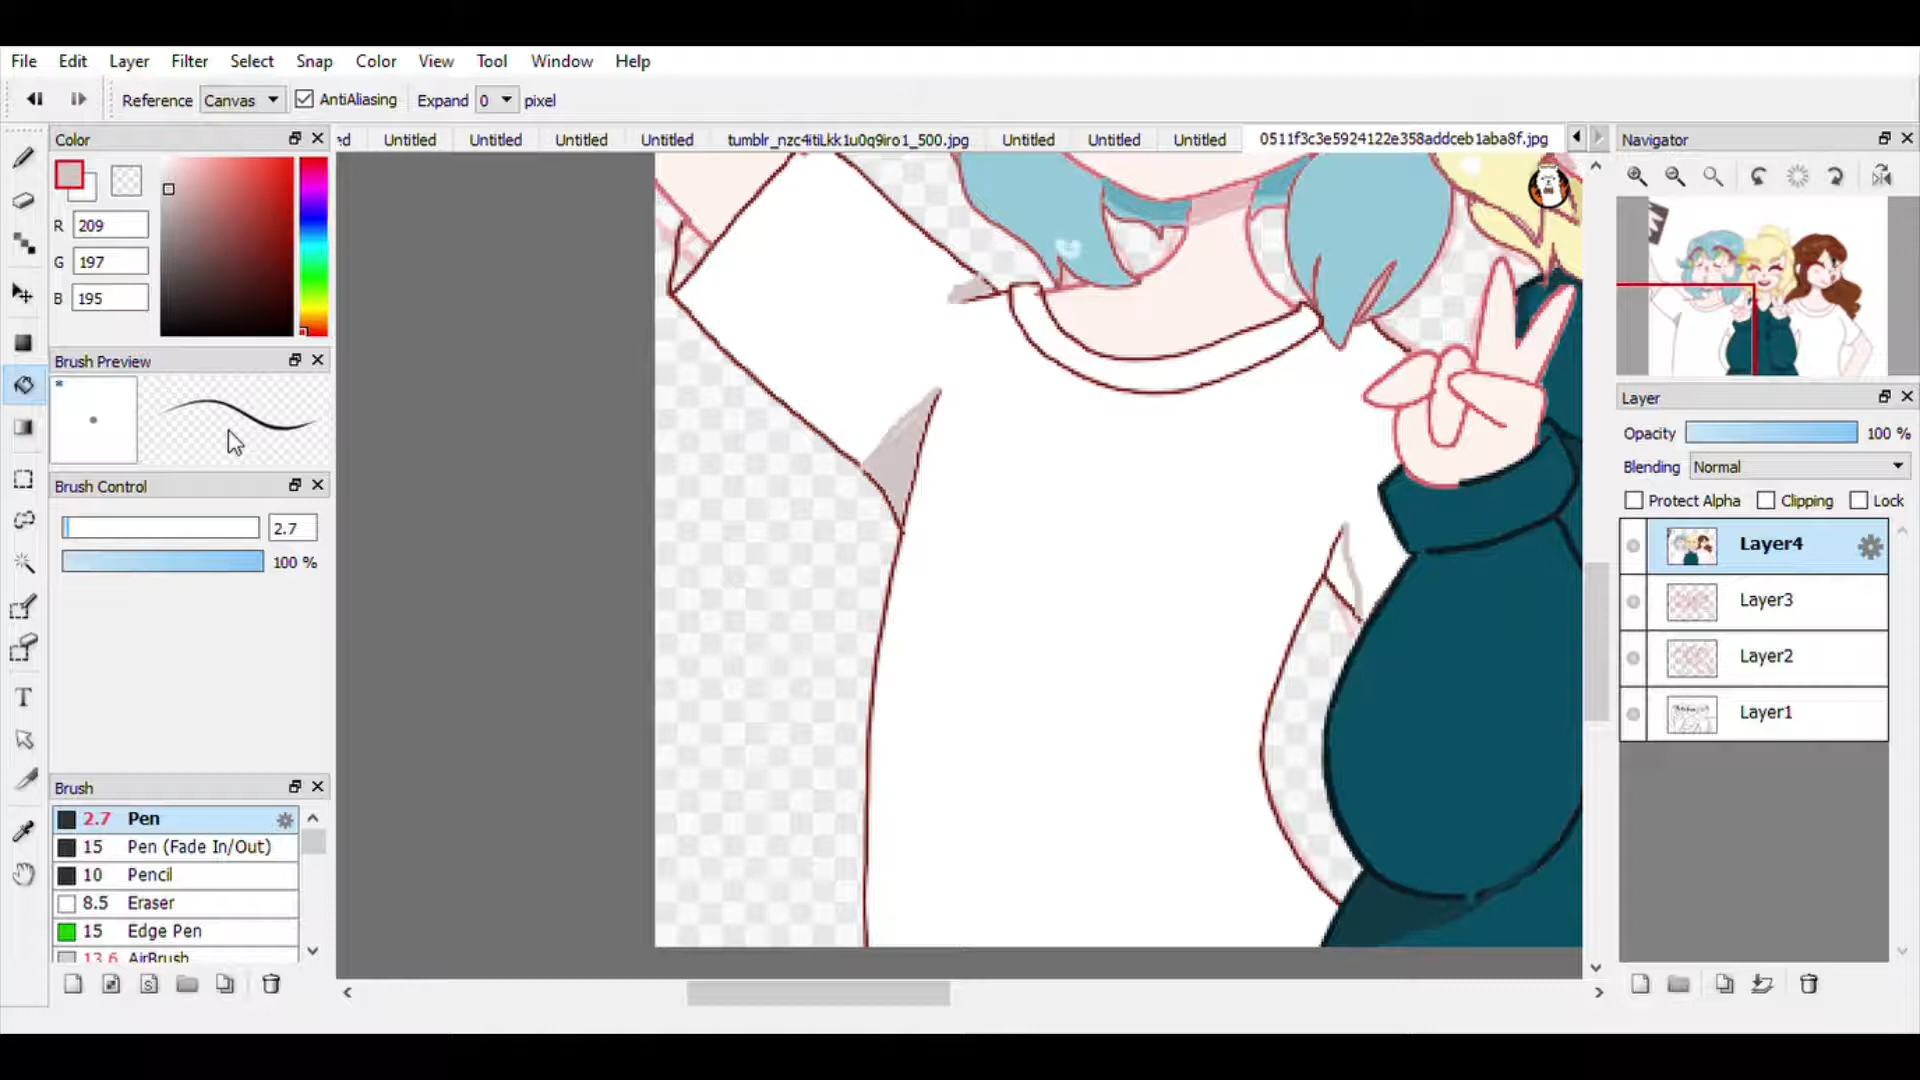 File Edit Layer Filter Select Snap Color View Tool Window Help
Reference Canvas AntiAliasing Expand 0 pixel
Color
ed Untitled Untitled Untitled Untitled tumblr_nzc4itiLkk1u0q9iro1_500.jpg Untitled Untitled Untitled 0511f3c3e5924122e358addceb1aba8f.jpg
Navigator
R 209
G 197
B 195
Brush Preview
Brush Control
2.7
100 %
Brush
2.7 Pen
15 Pen (Fade In/Out)
10 Pencil
8.5 Eraser
15 Edge Pen
13.6 AirBrush
Layer
Opacity 100 %
Blending Normal
Protect Alpha Clipping Lock
Layer4
Layer3
Layer2
Layer1